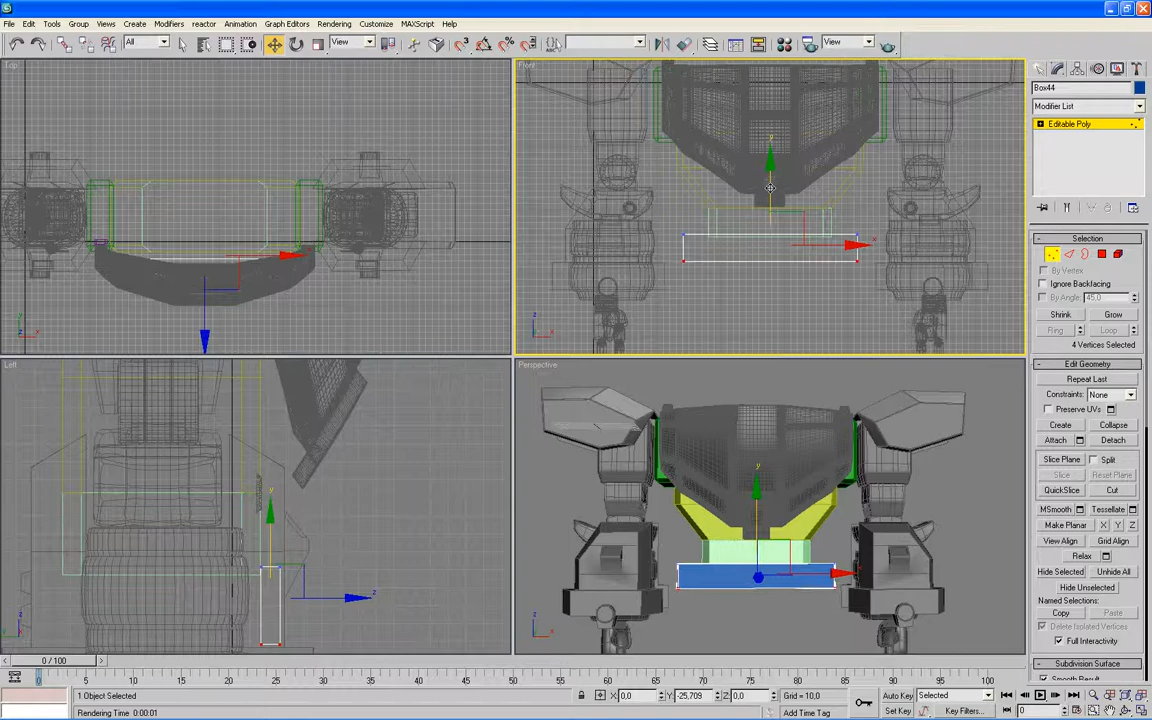 File Edit Tools Group Views Create Modifiers reactor Animation Graph Editors Rendering Customize MAXScript Help
All View View
Top Front
Left Perspective
Box44
Modifier List
Editable Poly
Selection
By Vertex
Ignore Backfacing
By Angle: 45,0
Shrink Grow
Ring Loop
4 Vertices Selected
Edit Geometry
Repeat Last
Constraints: None
Preserve UVs
Create Collapse
Attach Detach
Slice Plane Split
Slice Reset Plane
QuickSlice Cut
MSmooth Tessellate
Make Planar X Y Z
View Align Grid Align
Relax
Hide Selected Unhide All
Hide Unselected
Named Selections:
Copy Paste
Delete Isolated Vertices
Full Interactivity
Subdivision Surface
Smooth Result
0 / 100
0 5 10 15 20 25 30 35 40 45 50 55 60 65 70 75 80 85 90 95 100
1 Object Selected X: 0,0 Y: -25,709 Z: 0,0 Grid = 10,0 Auto Key Selected
Rendering Time 0:00:01 Add Time Tag Set Key Key Filters... 0